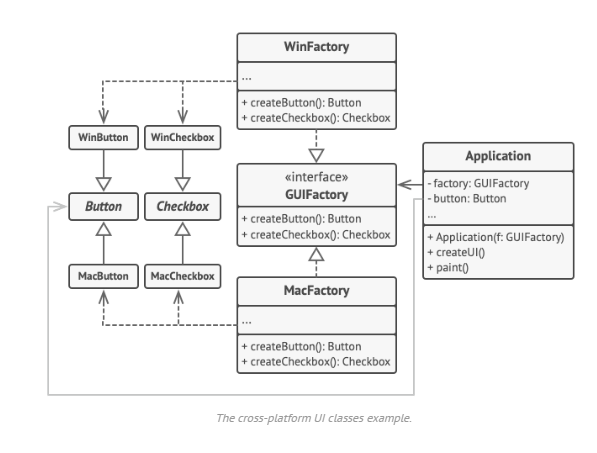 WinFactory
...
+ createButton(): Button
+ createCheckbox(): Checkbox
WinButton
WinCheckbox
«interface»
GUIFactory
+ createButton(): Button
+ createCheckbox(): Checkbox
Application
- factory: GUIFactory
- button: Button
...
+ Application(f: GUIFactory)
+ createUI()
+ paint()
Button
Checkbox
MacButton
MacCheckbox
MacFactory
...
+ createButton(): Button
+ createCheckbox(): Checkbox
The cross-platform UI classes example.